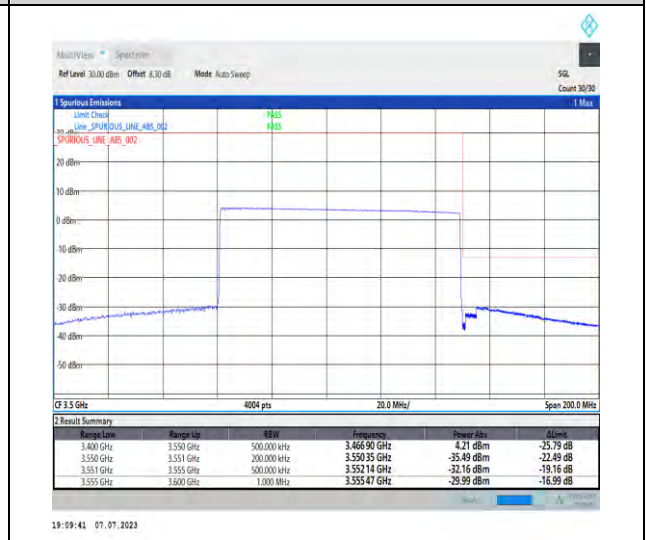 MultiView Spectrum
Ref Level 30.00 dBm Offset 8.30 dB Mode Auto Sweep SGL
Count 30/30
1 Spurious Emissions 1 Max
Limit Check PASS
Line _SPURIOUS_LINE_ABS_002 PASS
_SPURIOUS_LINE_ABS_002
20 dBm
10 dBm
0 dBm
-10 dBm
-20 dBm
-30 dBm
-40 dBm
-50 dBm
CF 3.5 GHz 4004 pts 20.0 MHz/ Span 200.0 MHz
2 Result Summary
Range Low Range Up RBW Frequency Power Abs ΔLimit
3.400 GHz 3.550 GHz 500.000 kHz 3.466 90 GHz 4.21 dBm -25.79 dB
3.550 GHz 3.551 GHz 200.000 kHz 3.550 35 GHz -35.49 dBm -22.49 dB
3.551 GHz 3.555 GHz 500.000 kHz 3.552 14 GHz -32.16 dBm -19.16 dB
3.555 GHz 3.600 GHz 1.000 MHz 3.555 47 GHz -29.99 dBm -16.99 dB
19:09:41 07.07.2023